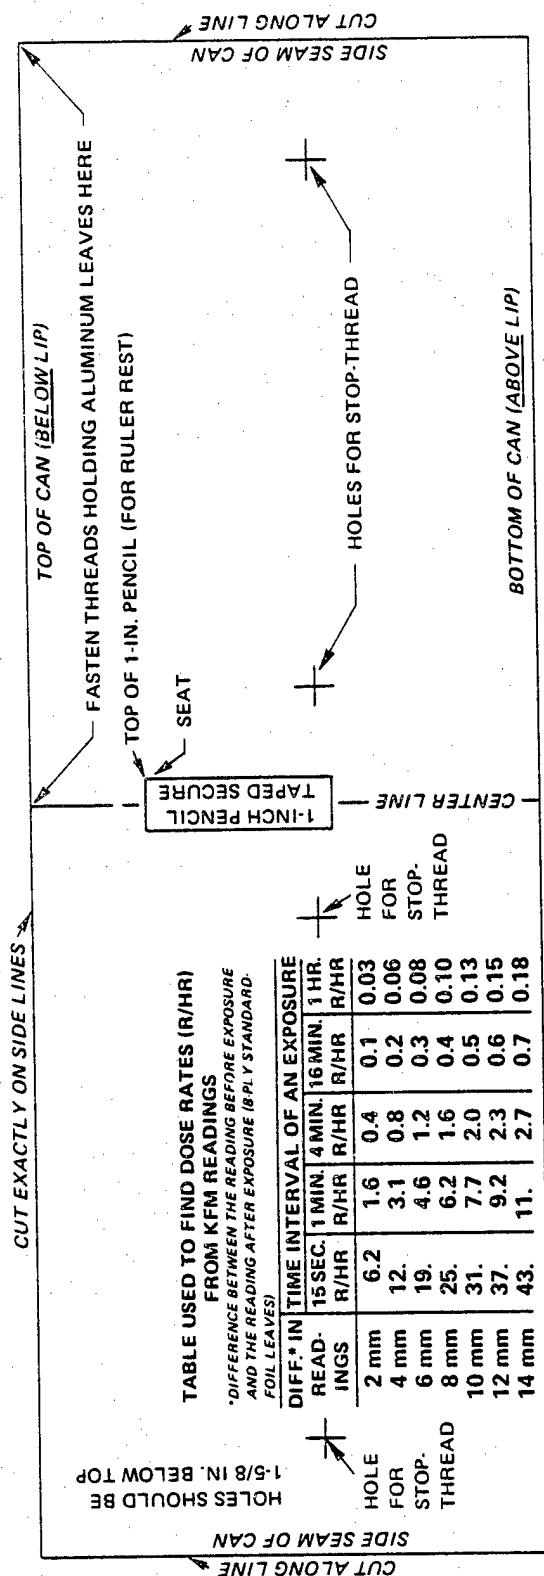 CUT EXACTLY ON SIDE LINES
TOP OF CAN (BELOW LIP)
FASTEN THREADS HOLDING ALUMINUM LEAVES HERE
TOP OF 1-IN. PENCIL (FOR RULER REST)
SEAT
1-INCH PENCIL
TAPED SECURE
CENTER LINE
CUT ALONG LINE
SIDE SEAM OF CAN
HOLES SHOULD BE
1-5/8 IN. BELOW TOP
HOLE
FOR
STOP-
THREAD
TABLE USED TO FIND DOSE RATES (R/HR)
FROM KFM READINGS
*DIFFERENCE BETWEEN THE READING BEFORE EXPOSURE
AND THE READING AFTER EXPOSURE (8-PLY STANDARD-
FOIL LEAVES)
DIFF.* IN TIME INTERVAL OF AN EXPOSURE
READ- 15 SEC. 1 MIN. 4 MIN. 16 MIN. 1 HR.
INGS R/HR R/HR R/HR R/HR R/HR
2 mm 6.2 1.6 0.4 0.1 0.03
4 mm 12. 3.1 0.8 0.2 0.06
6 mm 19. 4.6 1.2 0.3 0.08
8 mm 25. 6.2 1.6 0.4 0.10
10 mm 31. 7.7 2.0 0.5 0.13
12 mm 37. 9.2 2.3 0.6 0.15
14 mm 43. 11. 2.7 0.7 0.18
HOLE
FOR
STOP-
THREAD
HOLES FOR STOP-THREAD
BOTTOM OF CAN (ABOVE LIP)
SIDE SEAM OF CAN
CUT ALONG LINE